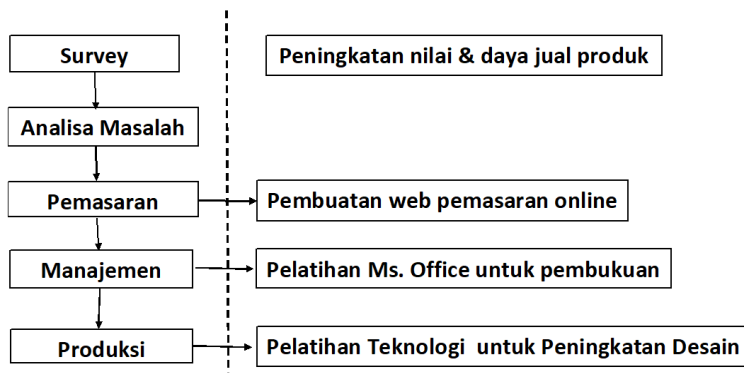 Survey
Peningkatan nilai & daya jual produk
Analisa Masalah
Pemasaran
Pembuatan web pemasaran online
Manajemen
Pelatihan Ms. Office untuk pembukuan
Produksi
Pelatihan Teknologi untuk Peningkatan Desain